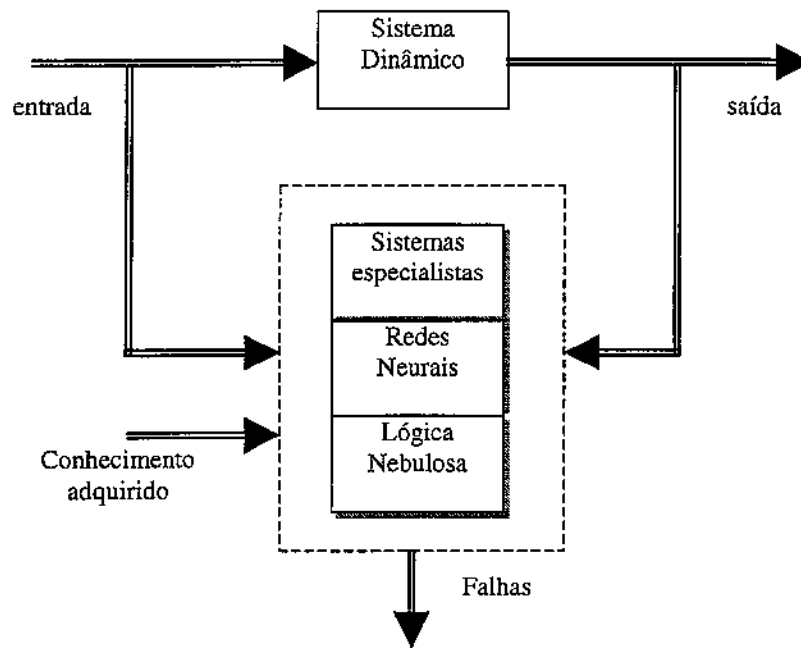 Sistema
Dinâmico
entrada
saída
Sistemas
especialistas
Redes
Neurais
Lógica
Nebulosa
Conhecimento
adquirido
Falhas